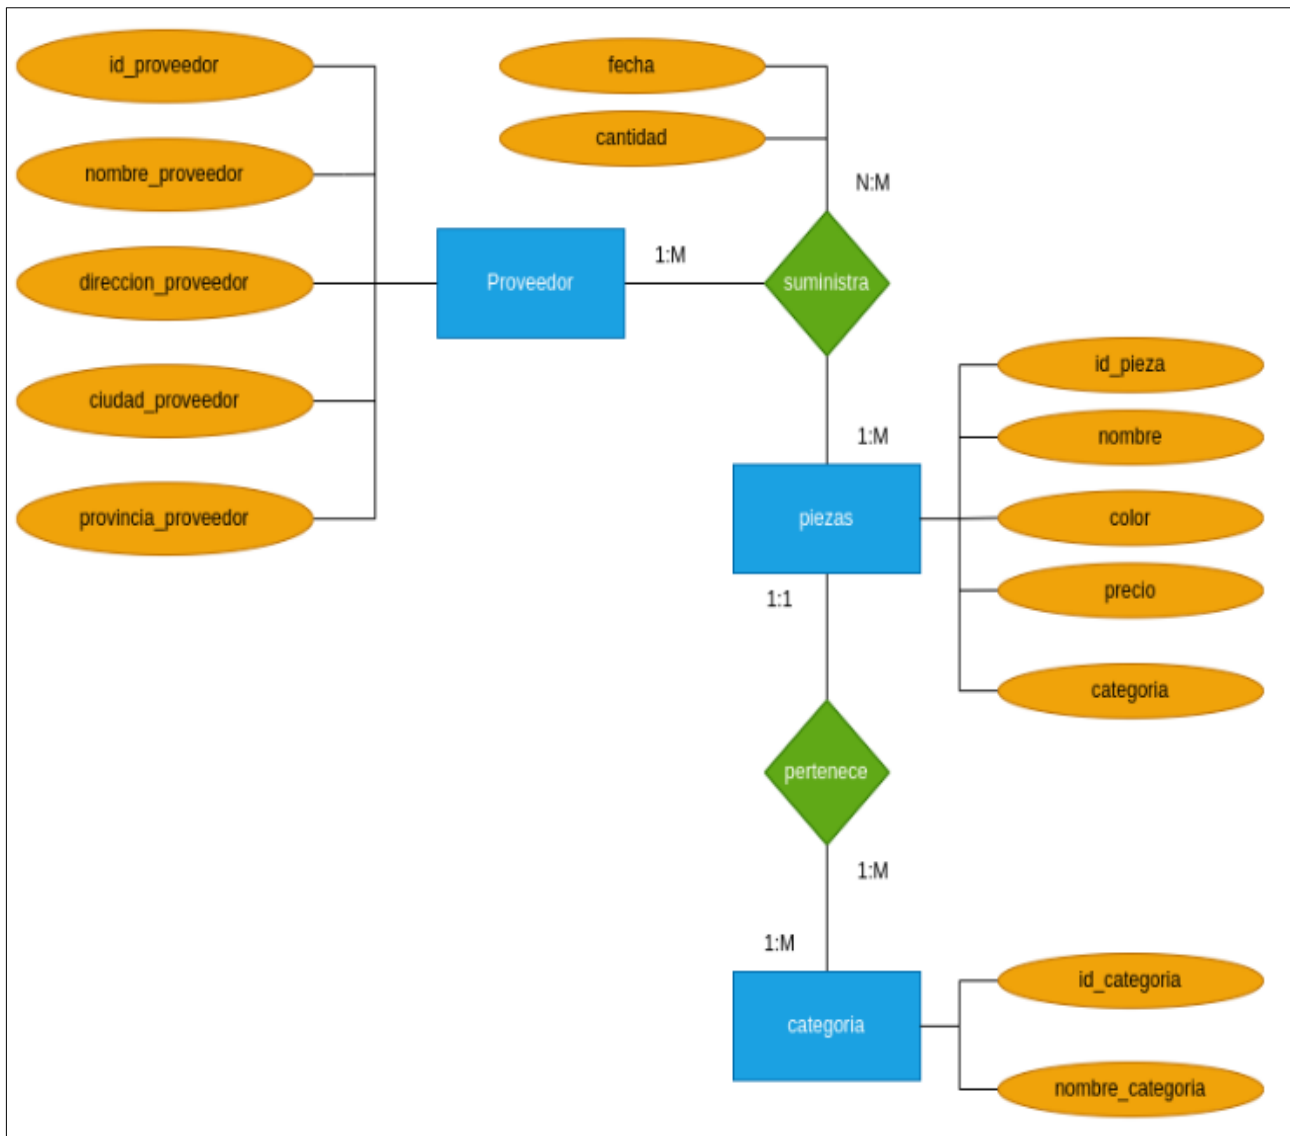 id_proveedor
nombre_proveedor
direccion_proveedor
ciudad_proveedor
provincia_proveedor
Proveedor
1:M
fecha
cantidad
N:M
suministra
1:M
piezas
id_pieza
nombre
color
precio
categoria
1:1
pertenece
1:M
1:M
categoria
id_categoria
nombre_categoria